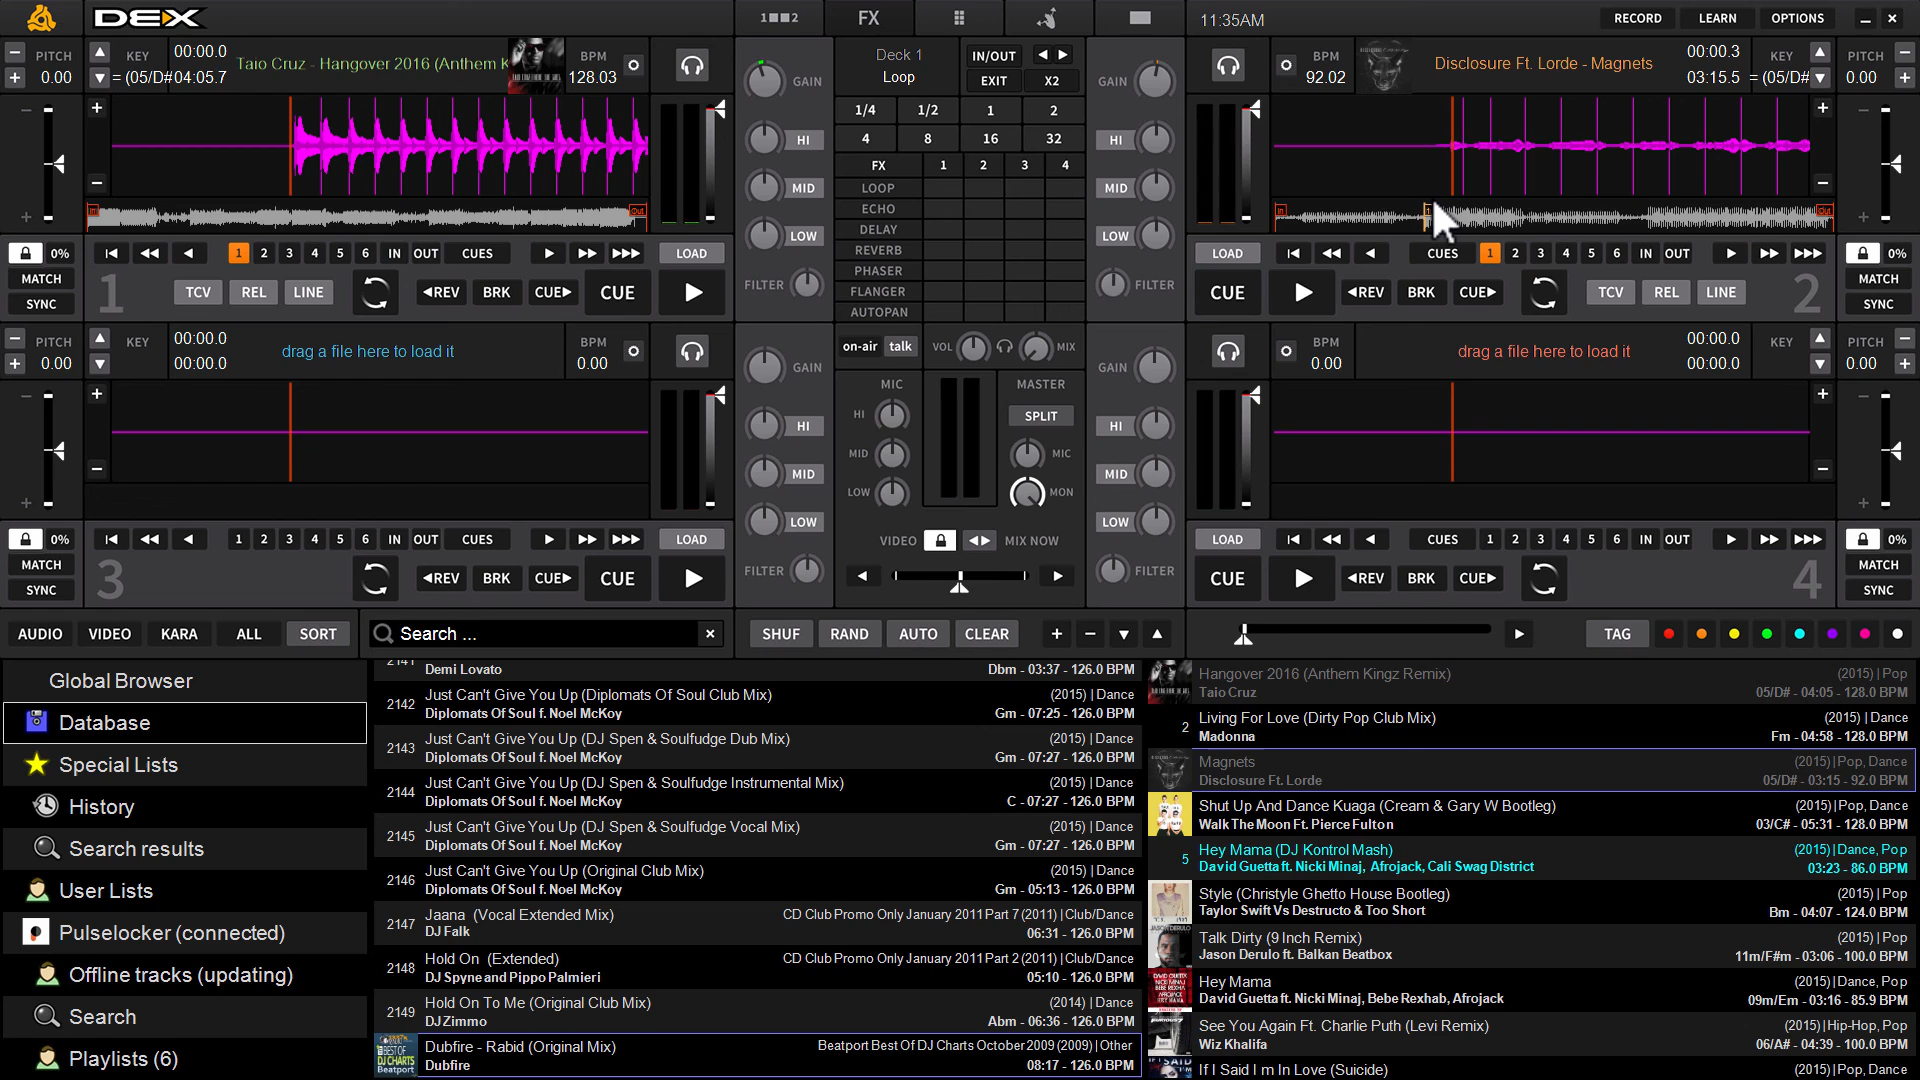 DEX
1 2
FX
11:35AM
RECORD
LEARN
OPTIONS
PITCH
0.00
KEY
= (05/D#
00:00.0
04:05.7
Taio Cruz - Hangover 2016 (Anthem K
BPM
128.03
GAIN
HI
MID
LOW
FILTER
Deck 1
Loop
IN/OUT
EXIT
X2
1/4 1/2 1 2
4 8 16 32
FX 1 2 3 4
LOOP
ECHO
DELAY
REVERB
PHASER
FLANGER
AUTOPAN
GAIN
HI
MID
LOW
FILTER
BPM
92.02
Disclosure Ft. Lorde - Magnets
00:00.3
03:15.5
KEY
= (05/D#
PITCH
0.00
In
Out
In
Out
0%
MATCH
SYNC
1 2 3 4 5 6 IN OUT CUES
LOAD
1
TCV REL LINE
REV BRK CUE CUE
LOAD
CUES 1 2 3 4 5 6 IN OUT
CUE
REV BRK CUE
TCV REL LINE
2
0%
MATCH
SYNC
PITCH
0.00
KEY
00:00.0
00:00.0
drag a file here to load it
BPM
0.00
GAIN
HI
MID
LOW
FILTER
on-air talk
VOL
MIX
MIC
HI
MID
LOW
MASTER
SPLIT
MIC
MON
VIDEO
MIX NOW
GAIN
HI
MID
LOW
FILTER
BPM
0.00
drag a file here to load it
00:00.0
00:00.0
KEY
PITCH
0.00
0%
MATCH
SYNC
1 2 3 4 5 6 IN OUT CUES
LOAD
3
REV BRK CUE CUE
LOAD
CUES 1 2 3 4 5 6 IN OUT
CUE
REV BRK CUE
4
0%
MATCH
SYNC
AUDIO VIDEO KARA ALL SORT
Search ...
SHUF RAND AUTO CLEAR
TAG
Global Browser
Database
Special Lists
History
Search results
User Lists
Pulselocker (connected)
Offline tracks (updating)
Search
Playlists (6)
2141
Demi Lovato Dbm - 03:37 - 126.0 BPM
2142 Just Can't Give You Up (Diplomats Of Soul Club Mix) (2015) | Dance
Diplomats Of Soul f. Noel McKoy Gm - 07:25 - 126.0 BPM
2143 Just Can't Give You Up (DJ Spen & Soulfudge Dub Mix) (2015) | Dance
Diplomats Of Soul f. Noel McKoy Gm - 07:27 - 126.0 BPM
2144 Just Can't Give You Up (DJ Spen & Soulfudge Instrumental Mix) (2015) | Dance
Diplomats Of Soul f. Noel McKoy C - 07:27 - 126.0 BPM
2145 Just Can't Give You Up (DJ Spen & Soulfudge Vocal Mix) (2015) | Dance
Diplomats Of Soul f. Noel McKoy Gm - 07:27 - 126.0 BPM
2146 Just Can't Give You Up (Original Club Mix) (2015) | Dance
Diplomats Of Soul f. Noel McKoy Gm - 05:13 - 126.0 BPM
2147 Jaana (Vocal Extended Mix) CD Club Promo Only January 2011 Part 7 (2011) | Club/Dance
DJ Falk 06:31 - 126.0 BPM
2148 Hold On (Extended) CD Club Promo Only January 2011 Part 2 (2011) | Club/Dance
DJ Spyne and Pippo Palmieri 05:10 - 126.0 BPM
2149 Hold On To Me (Original Club Mix) (2014) | Dance
DJ Zimmo Abm - 06:36 - 126.0 BPM
BEST OF DJ CHARTS Beatport
Dubfire - Rabid (Original Mix) Beatport Best Of DJ Charts October 2009 (2009) | Other
Dubfire 08:17 - 126.0 BPM
Hangover 2016 (Anthem Kingz Remix) (2015) | Pop
Taio Cruz 05/D# - 04:05 - 128.0 BPM
2 Living For Love (Dirty Pop Club Mix) (2015) | Dance
Madonna Fm - 04:58 - 128.0 BPM
Magnets (2015) | Pop, Dance
Disclosure Ft. Lorde 05/D# - 03:15 - 92.0 BPM
Shut Up And Dance Kuaga (Cream & Gary W Bootleg) (2015) | Pop, Dance
Walk The Moon Ft. Pierce Fulton 03/C# - 05:31 - 128.0 BPM
5 Hey Mama (DJ Kontrol Mash) (2015) | Dance, Pop
David Guetta ft. Nicki Minaj, Afrojack, Cali Swag District 03:23 - 86.0 BPM
Style (Christyle Ghetto House Bootleg) (2015) | Pop
Taylor Swift Vs Destructo & Too Short Bm - 04:07 - 124.0 BPM
JASON DERULO
Talk Dirty (9 Inch Remix) (2015) | Pop
Jason Derulo ft. Balkan Beatbox 11m/F#m - 03:06 - 100.0 BPM
Hey Mama (2015) | Pop, Dance
David Guetta ft. Nicki Minaj, Bebe Rexhab, Afrojack 09m/Em - 03:16 - 85.9 BPM
See You Again Ft. Charlie Puth (Levi Remix) (2015) | Hip-Hop, Pop
Wiz Khalifa 06/A# - 04:39 - 100.0 BPM
If I Said I m In Love (Suicide) (2015) | Pop, Dance